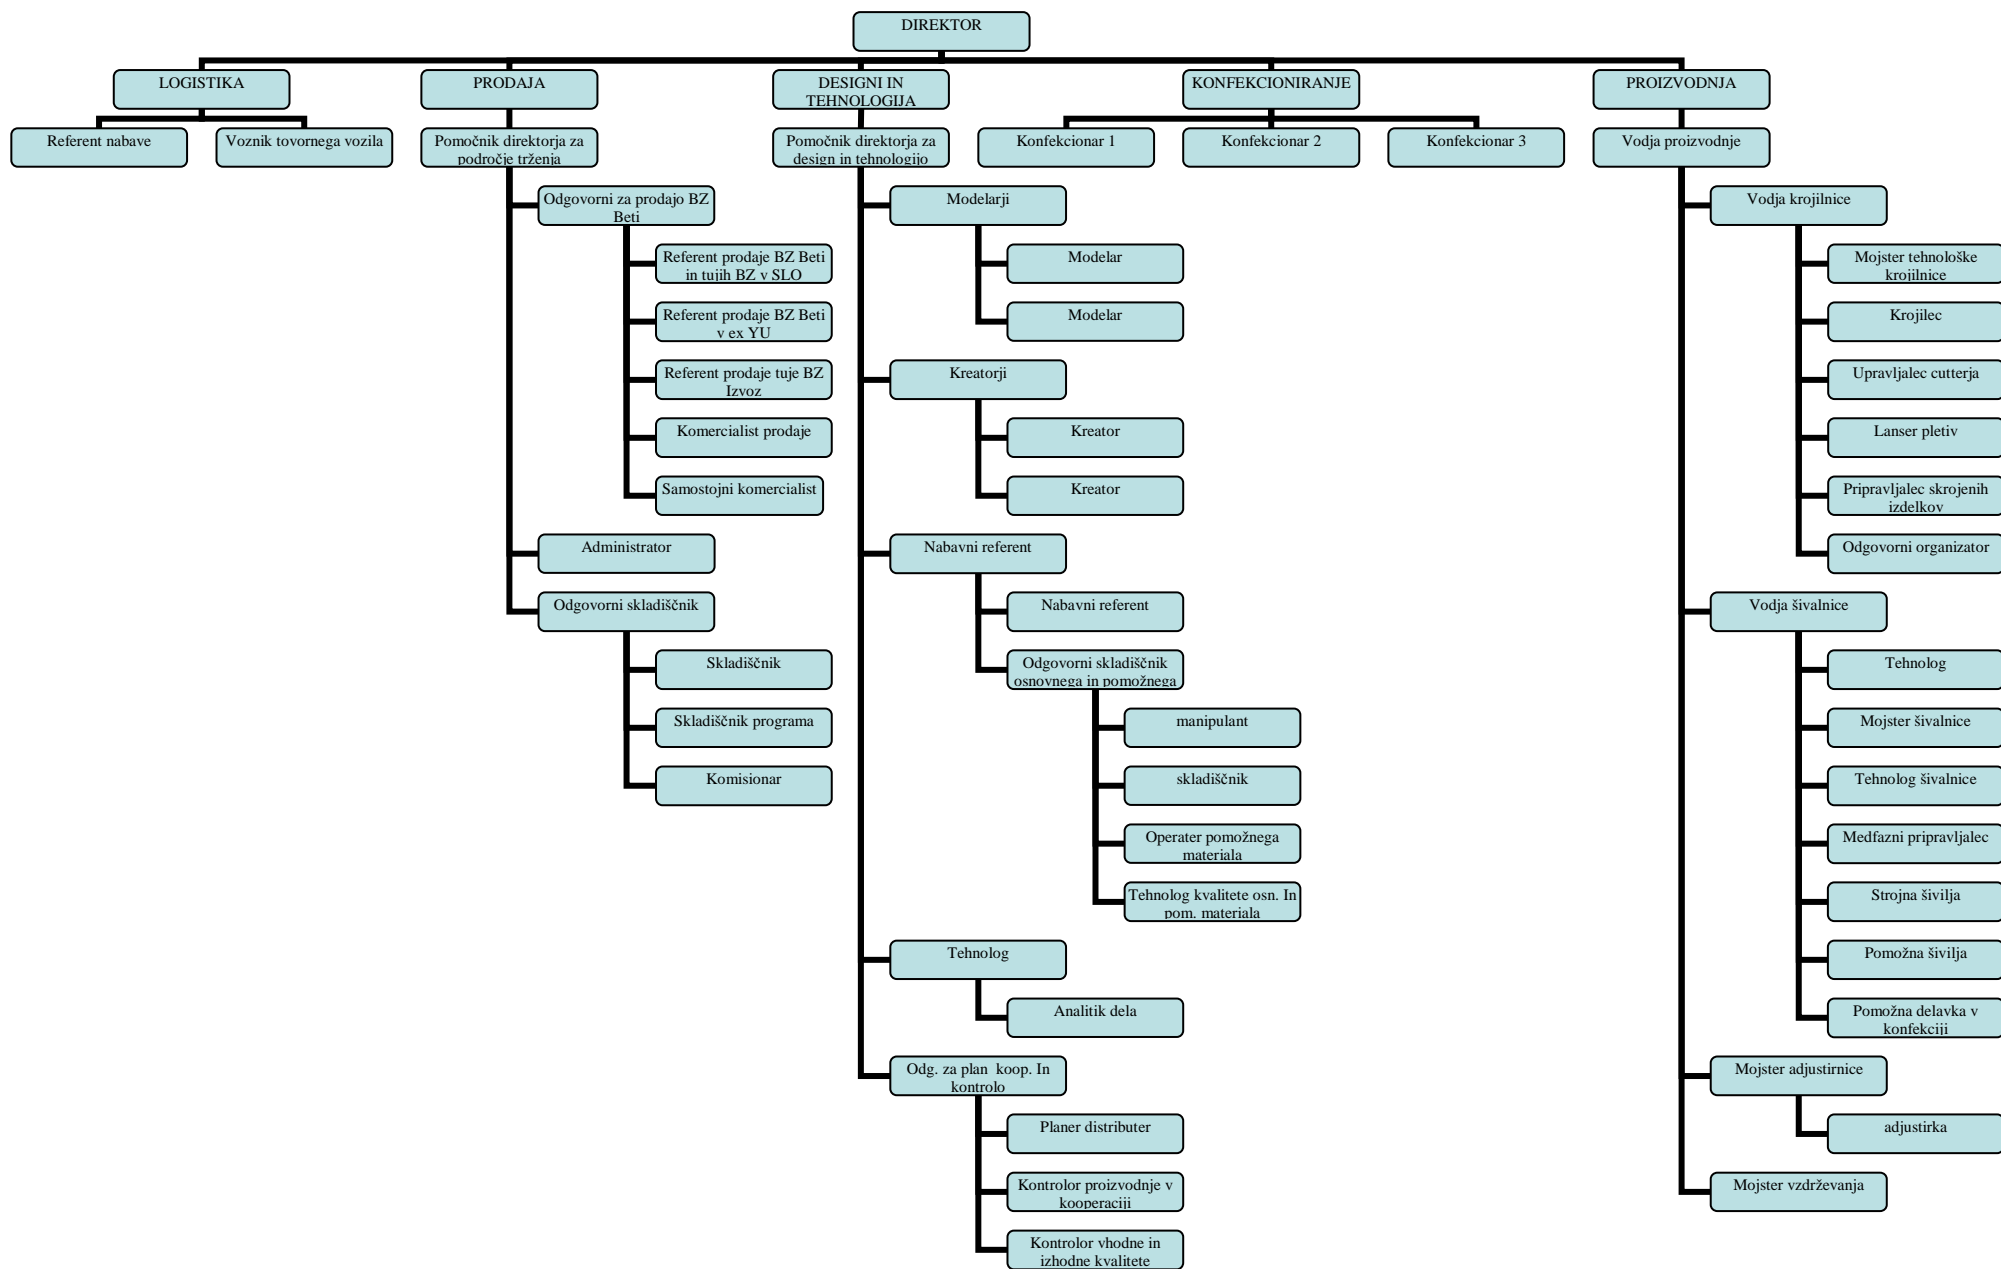 DIREKTOR
LOGISTIKA
PRODAJA
DESIGNI IN
TEHNOLOGIJA
KONFEKCIONIRANJE
PROIZVODNJA
Referent nabave
Voznik tovornega vozila
Pomočnik direktorja za
področje trženja
Pomočnik direktorja za
design in tehnologijo
Konfekcionar 1
Konfekcionar 2
Konfekcionar 3
Vodja proizvodnje
Odgovorni za prodajo BZ
Beti
Referent prodaje BZ Beti
in tujih BZ v SLO
Referent prodaje BZ Beti
v ex YU
Referent prodaje tuje BZ
Izvoz
Komercialist prodaje
Samostojni komercialist
Administrator
Odgovorni skladiščnik
Skladiščnik
Skladiščnik programa
Komisionar
Modelarji
Modelar
Modelar
Kreatorji
Kreator
Kreator
Nabavni referent
Nabavni referent
Odgovorni skladiščnik
osnovnega in pomožnega
manipulant
skladiščnik
Operater pomožnega
materiala
Tehnolog kvalitete osn. In
pom. materiala
Tehnolog
Analitik dela
Odg. za plan koop. In
kontrolo
Planer distributer
Kontrolor proizvodnje v
kooperaciji
Kontrolor vhodne in
izhodne kvalitete
Vodja krojilnice
Mojster tehnološke
krojilnice
Krojilec
Upravljalec cutterja
Lanser pletiv
Pripravljalec skrojenih
izdelkov
Odgovorni organizator
Vodja šivalnice
Tehnolog
Mojster šivalnice
Tehnolog šivalnice
Medfazni pripravljalec
Strojna šivilja
Pomožna šivilja
Pomožna delavka v
konfekciji
Mojster adjustirnice
adjustirka
Mojster vzdrževanja